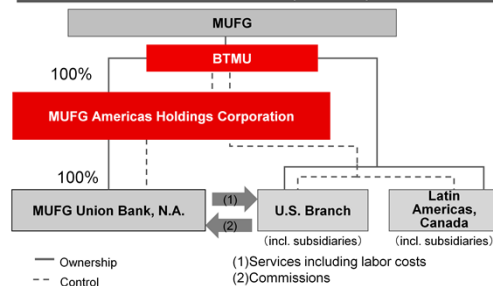 MUFG
BTMU
100%
MUFG Americas Holdings Corporation
100%
MUFG Union Bank, N.A.
(1)
(2)
U.S. Branch
Latin
Americas,
Canada
(incl. subsidiaries)
(incl. subsidiaries)
Ownership
Control
(1)Services including labor costs
(2)Commissions